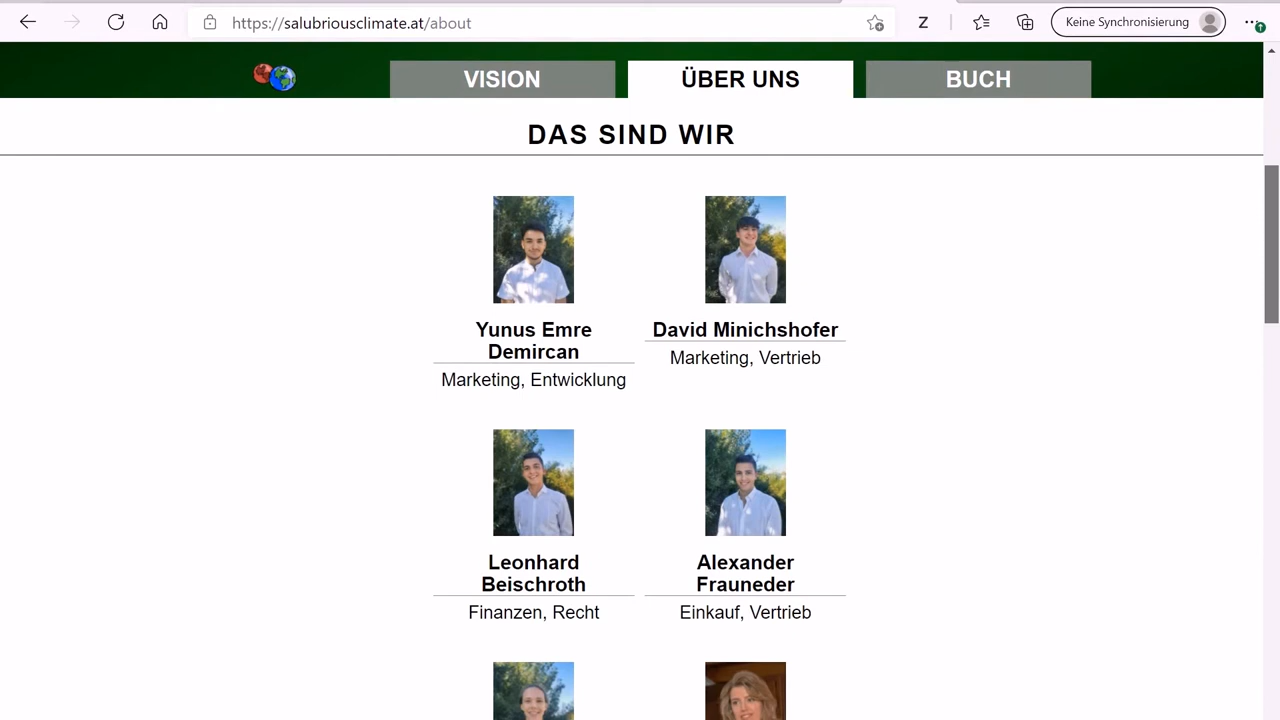 https://salubriousclimate.at/about
Z
Keine Synchronisierung
VISION
ÜBER UNS
BUCH
DAS SIND WIR
Yunus Emre
Demircan
Marketing, Entwicklung
David Minichshofer
Marketing, Vertrieb
Leonhard
Beischroth
Finanzen, Recht
Alexander
Frauneder
Einkauf, Vertrieb